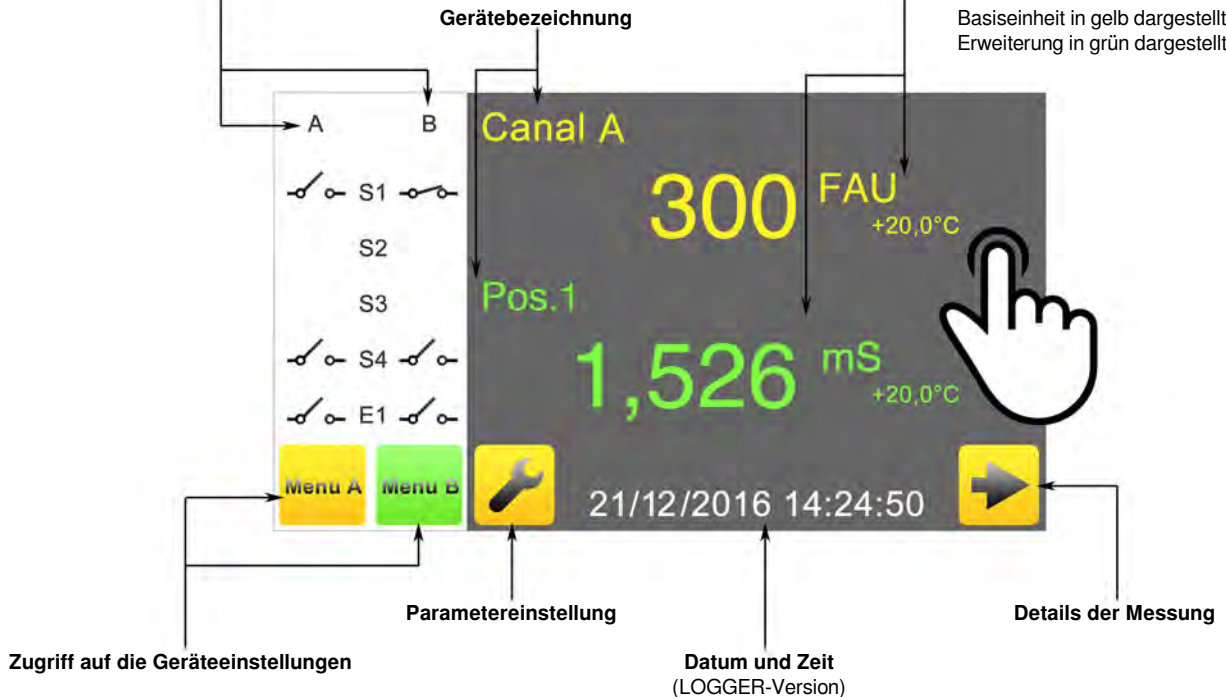 Gerätebezeichnung
Basiseinheit in gelb dargestellt
Erweiterung in grün dargestellt
A B
Canal A
S1
300 FAU
+20,0°C
S2
S3
Pos.1
S4
1,526 mS
+20,0°C
E1
Menu A Menu B
21/12/2016 14:24:50
Parametereinstellung
Details der Messung
Zugriff auf die Geräteeinstellungen
Datum und Zeit
(LOGGER-Version)